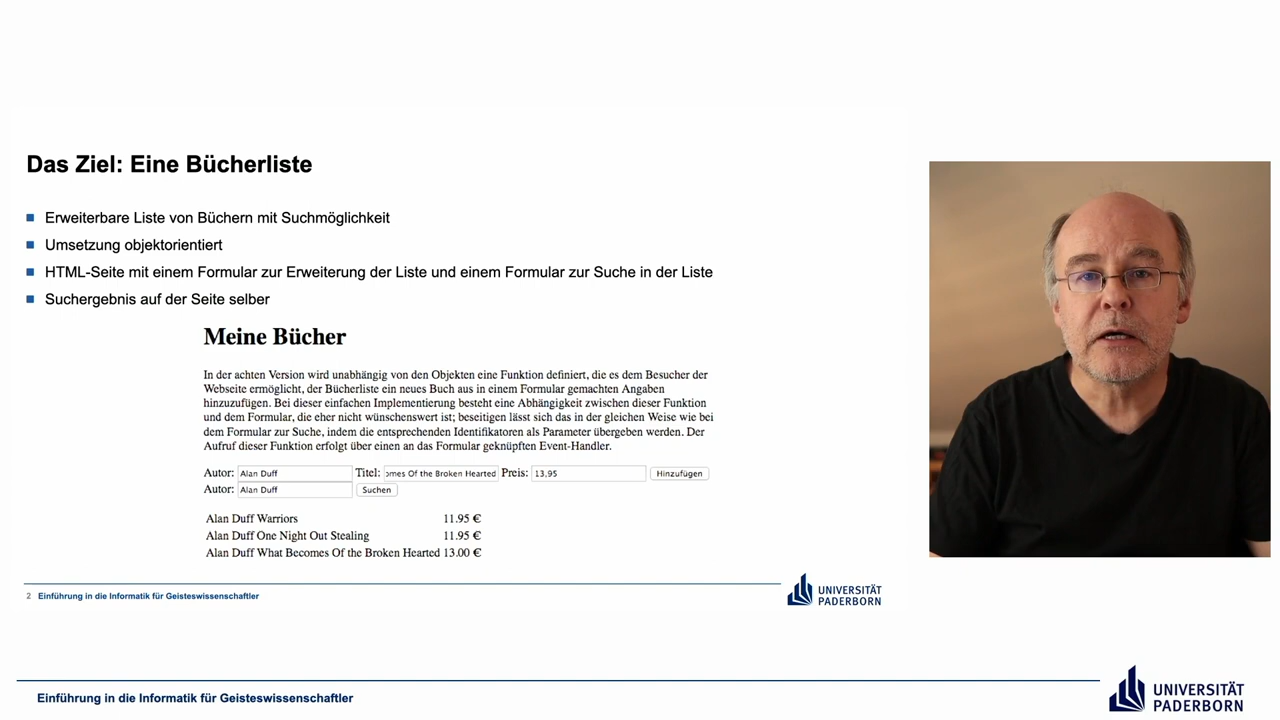 Das Ziel: Eine Bücherliste
Erweiterbare Liste von Büchern mit Suchmöglichkeit
Umsetzung objektorientiert
HTML-Seite mit einem Formular zur Erweiterung der Liste und einem Formular zur Suche in der Liste
Suchergebnis auf der Seite selber
Meine Bücher
In der achten Version wird unabhängig von den Objekten eine Funktion definiert, die es dem Besucher der
Webseite ermöglicht, der Bücherliste ein neues Buch aus in einem Formular gemachten Angaben
hinzuzufügen. Bei dieser einfachen Implementierung besteht eine Abhängigkeit zwischen dieser Funktion
und dem Formular, die eher nicht wünschenswert ist; beseitigen lässt sich das in der gleichen Weise wie bei
dem Formular zur Suche, indem die entsprechenden Identifikatoren als Parameter übergeben werden. Der
Aufruf dieser Funktion erfolgt über einen an das Formular geknüpften Event-Handler.
Autor: Alan Duff Titel: omes Of the Broken Hearted Preis: 13,95 Hinzufügen
Autor: Alan Duff Suchen
Alan Duff Warriors 11.95 €
Alan Duff One Night Out Stealing 11.95 €
Alan Duff What Becomes Of the Broken Hearted 13.00 €
2 Einführung in die Informatik für Geisteswissenschaftler
UNIVERSITÄT
PADERBORN
Einführung in die Informatik für Geisteswissenschaftler
UNIVERSITÄT
PADERBORN